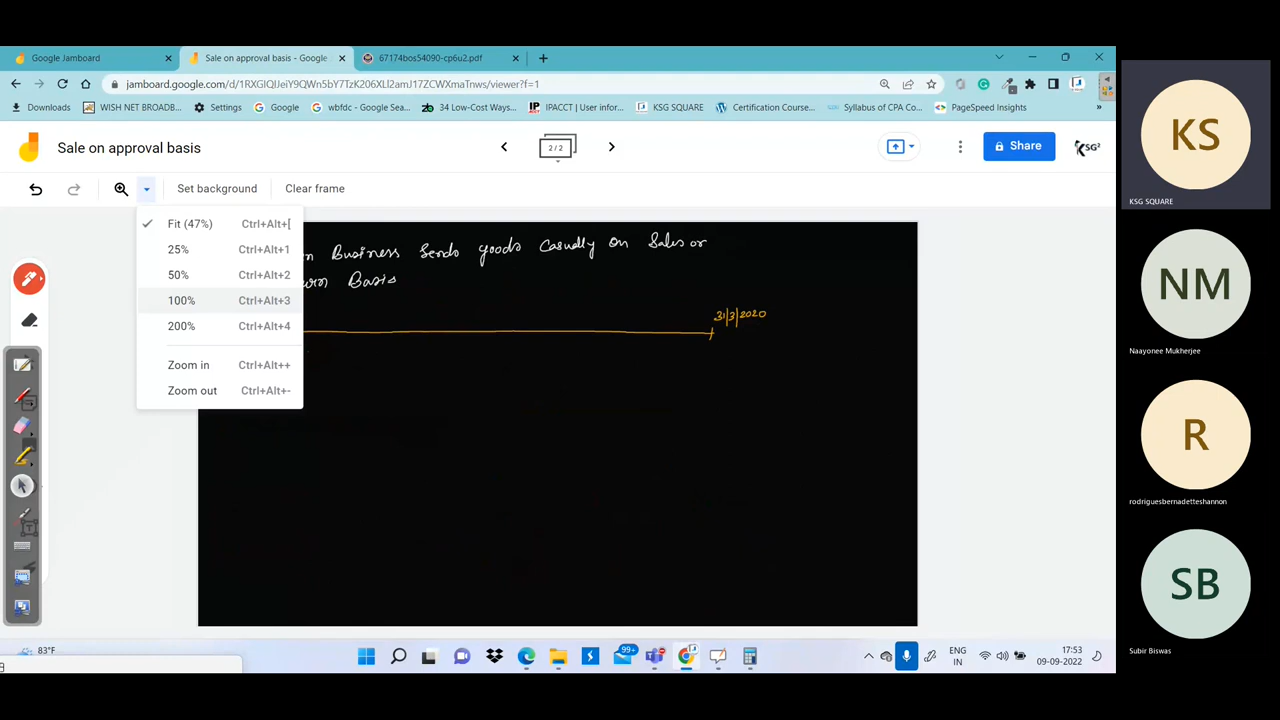 Google Jamboard
Sale on approval basis - Google
67174bos54090-cp6u2.pdf
jamboard.google.com/d/1RXGlQIJeiY9QWn5bY7TzK206XLl2amJ17ZCWXmaTnws/viewer?f=1
Downloads
WISH NET BROADB...
Settings
Google
wbfdc - Google Sea...
34 Low-Cost Ways...
IPACCT | User infor...
KSG SQUARE
Certification Course...
Syllabus of CPA Co...
PageSpeed Insights
»
Sale on approval basis
2 / 2
Share
KSG²
Set background
Clear frame
Fit (47%) Ctrl+Alt+[
25% Ctrl+Alt+1
50% Ctrl+Alt+2
100% Ctrl+Alt+3
200% Ctrl+Alt+4
Zoom in Ctrl+Alt++
Zoom out Ctrl+Alt+-
n Business Sends goods Casually on Sales or
urn Basis
31|3|2020
KS
KSG SQUARE
NM
Naayonee Mukherjee
R
rodriguesbernadetteshannon
SB
Subir Biswas
83°F
99+
ENG
IN
17:53
09-09-2022